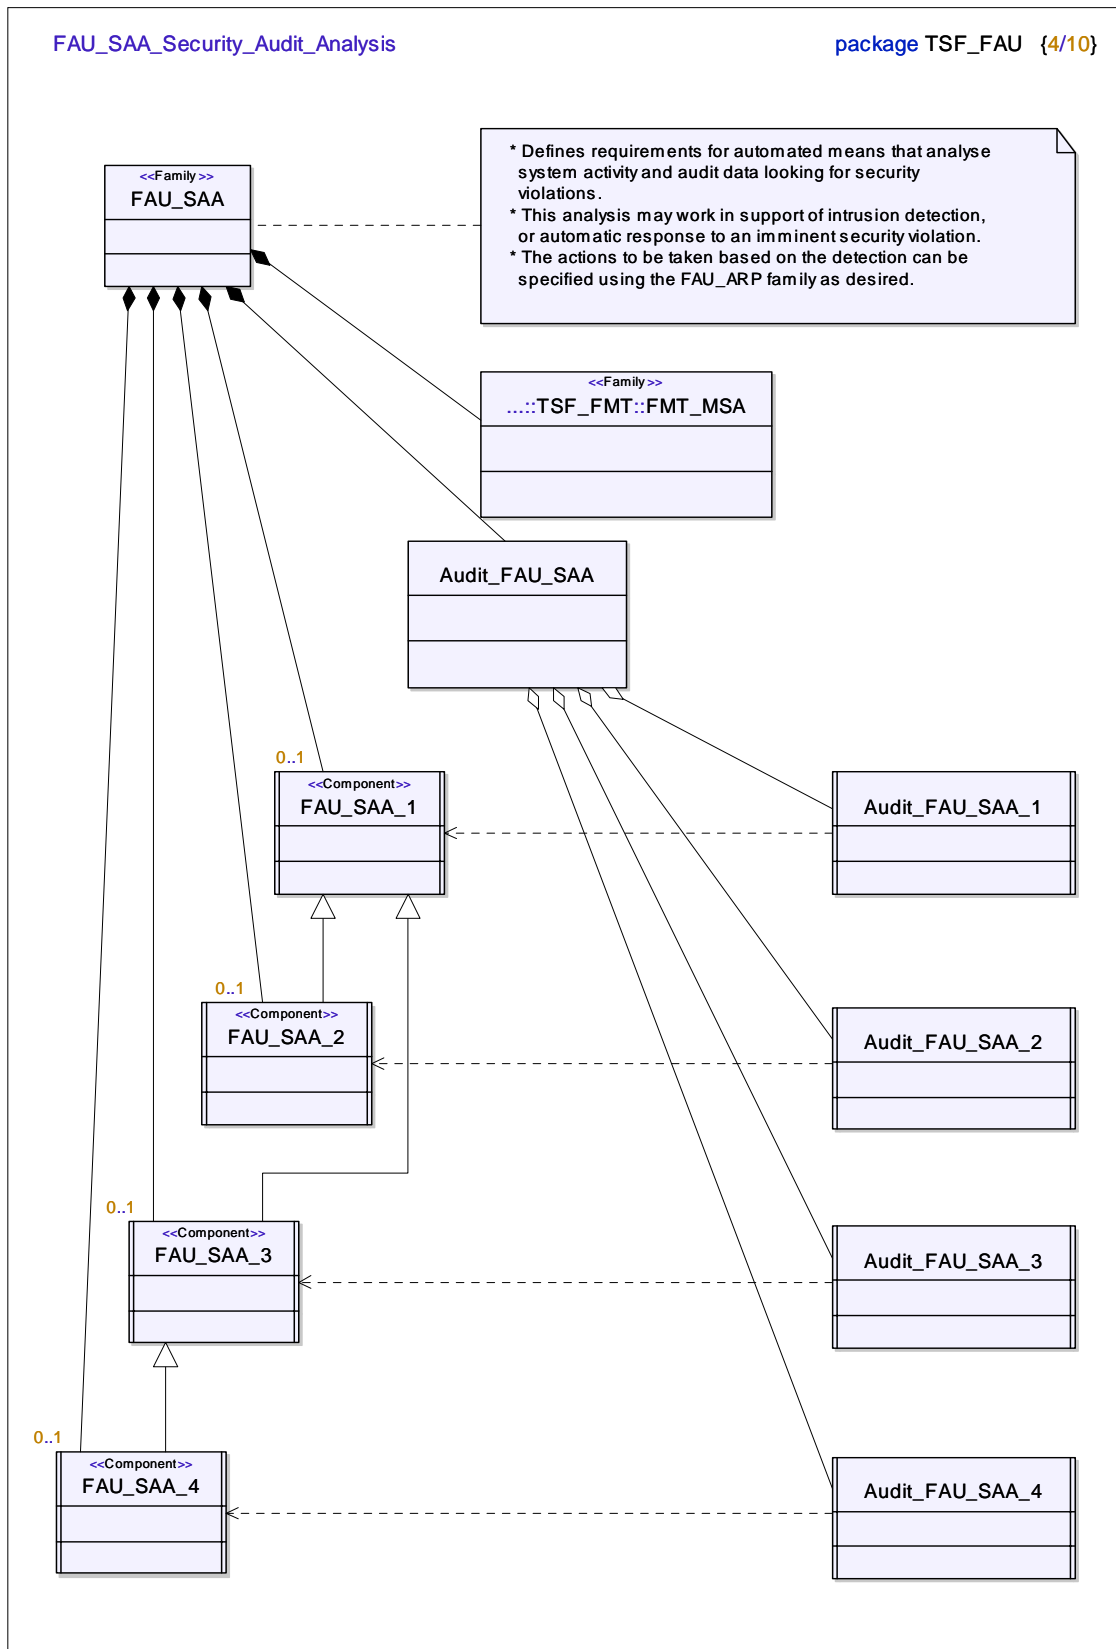 FAU_SAA_Security_Audit_Analysis
package TSF_FAU {4/10}
<<Family>>
FAU_SAA
* Defines requirements for automated means that analyse
system activity and audit data looking for security
violations.
* This analysis may work in support of intrusion detection,
or automatic response to an imminent security violation.
* The actions to be taken based on the detection can be
specified using the FAU_ARP family as desired.
<<Family>>
...::TSF_FMT::FMT_MSA
Audit_FAU_SAA
0..1
<<Component>>
FAU_SAA_1
Audit_FAU_SAA_1
0..1
<<Component>>
FAU_SAA_2
Audit_FAU_SAA_2
0..1
<<Component>>
FAU_SAA_3
Audit_FAU_SAA_3
0..1
<<Component>>
FAU_SAA_4
Audit_FAU_SAA_4